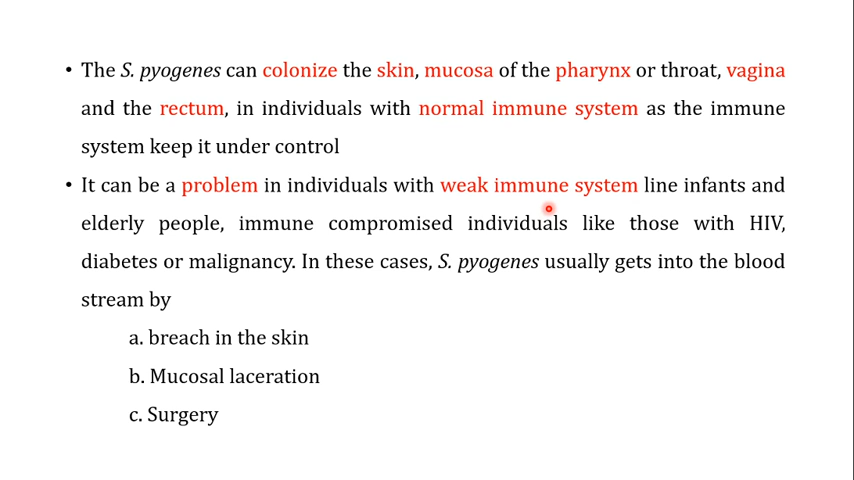 • The S. pyogenes can colonize the skin, mucosa of the pharynx or throat, vagina
and the rectum, in individuals with normal immune system as the immune
system keep it under control
• It can be a problem in individuals with weak immune system line infants and
elderly people, immune compromised individuals like those with HIV,
diabetes or malignancy. In these cases, S. pyogenes usually gets into the blood
stream by
a. breach in the skin
b. Mucosal laceration
c. Surgery